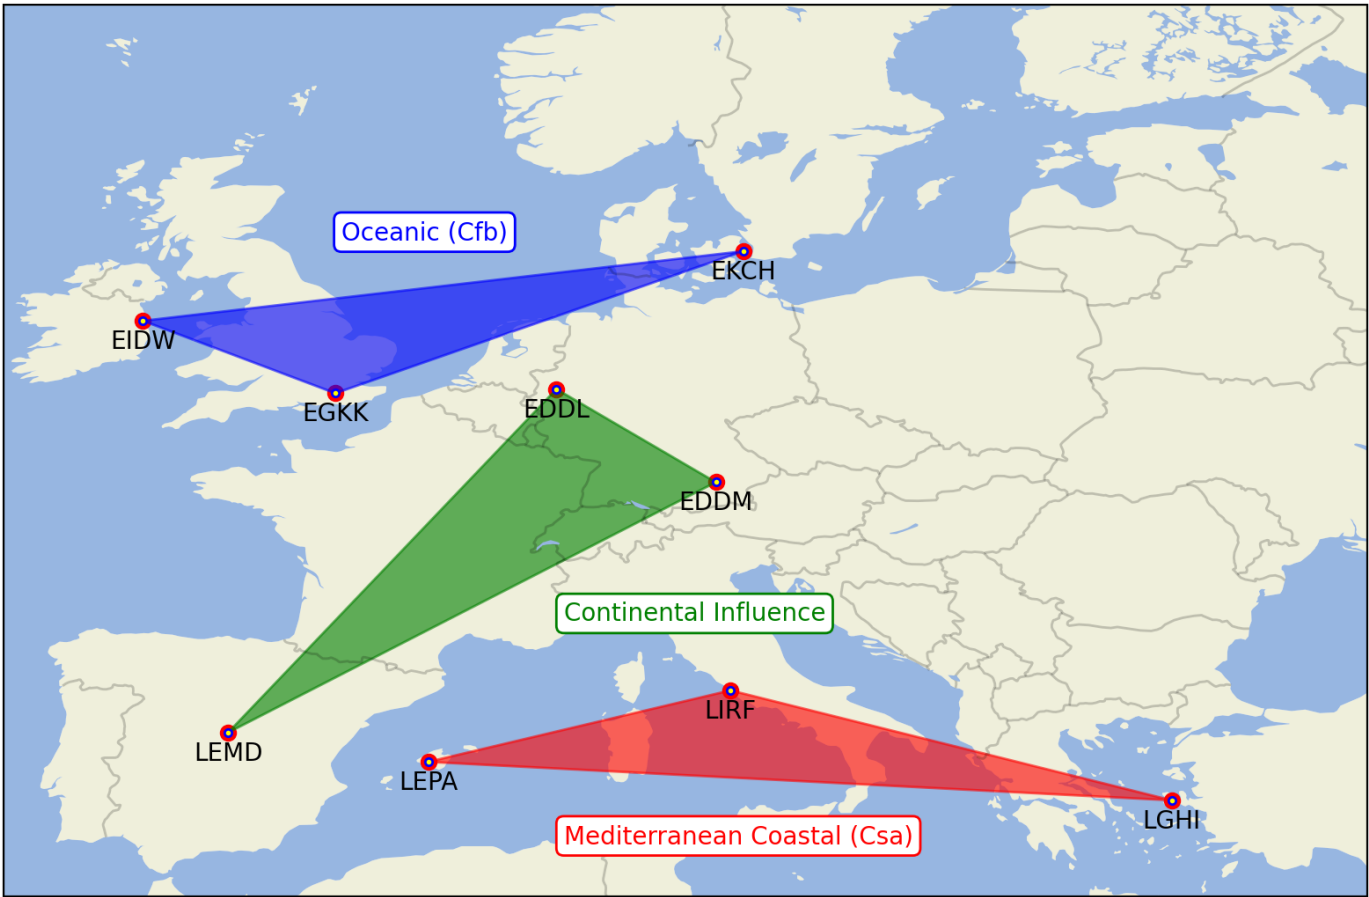 Oceanic (Cfb)
EKCH
EIDW
EGKK
EDDL
EDDM
Continental Influence
LIRF
LEMD
LEPA
LGHI
Mediterranean Coastal (Csa)